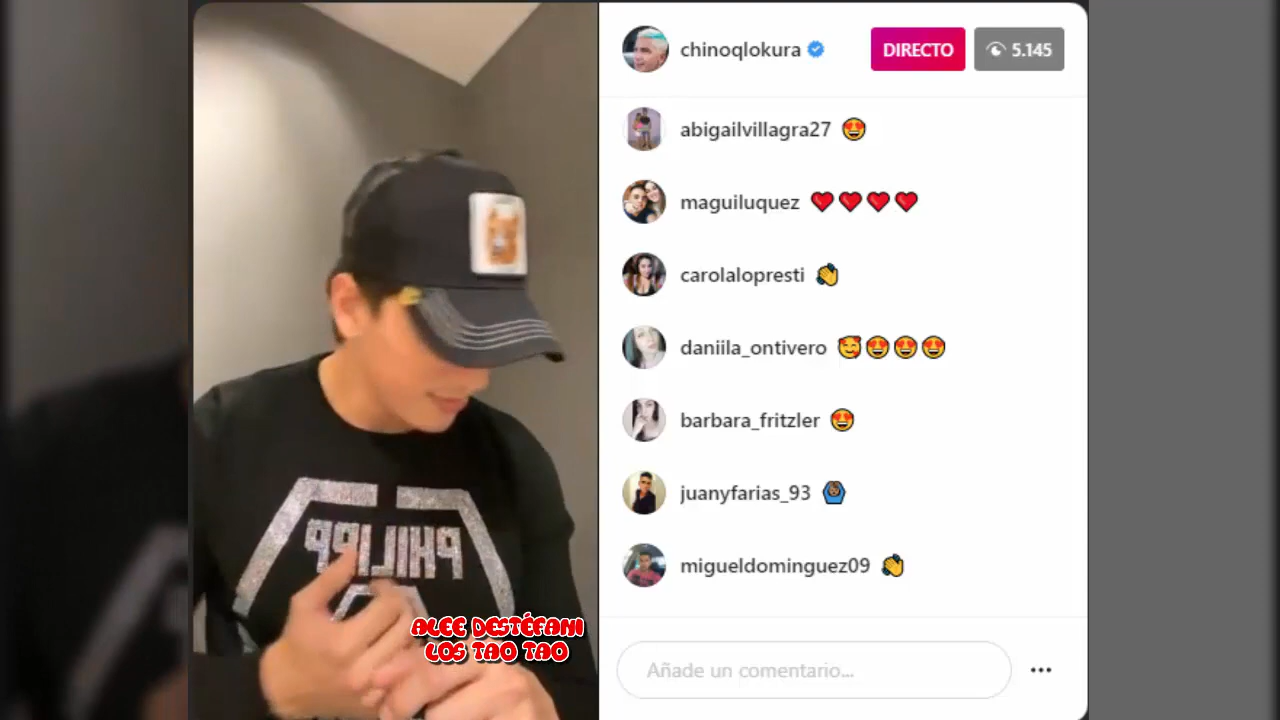 chinoqlokura
DIRECTO
5.145
abigailvillagra27 😍
maguiluquez ❤️❤️❤️❤️
carolalopresti 👏
daniila_ontivero 🥰😍😍😍
barbara_fritzler 😍
juanyfarias_93 🙆🏾‍♂️
migueldominguez09 👏
PHILIPP
ALEE DESTÉFANI
LOS TAO TAO
Añade un comentario...